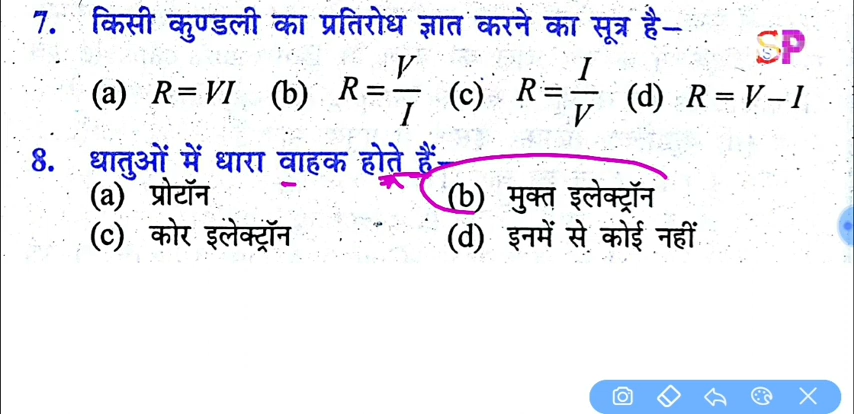 7. किसी कुण्डली का प्रतिरोध ज्ञात करने का सूत्र है–
SP
(a) R = VI (b) R = V/I (c) R = I/V (d) R = V – I
8. धातुओं में धारा वाहक होते हैं–
(a) प्रोटॉन (b) मुक्त इलेक्ट्रॉन
(c) कोर इलेक्ट्रॉन (d) इनमें से कोई नहीं